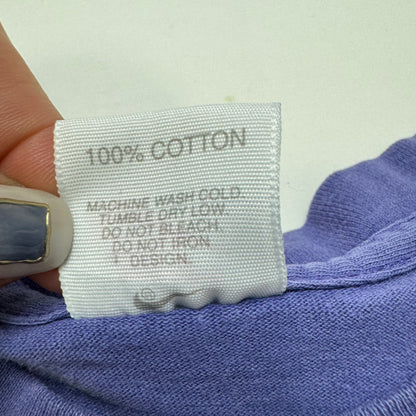 100% COTTON
MACHINE WASH COLD.
TUMBLE DRY LOW.
DO NOT BLEACH.
DO NOT IRON
DESIGN.